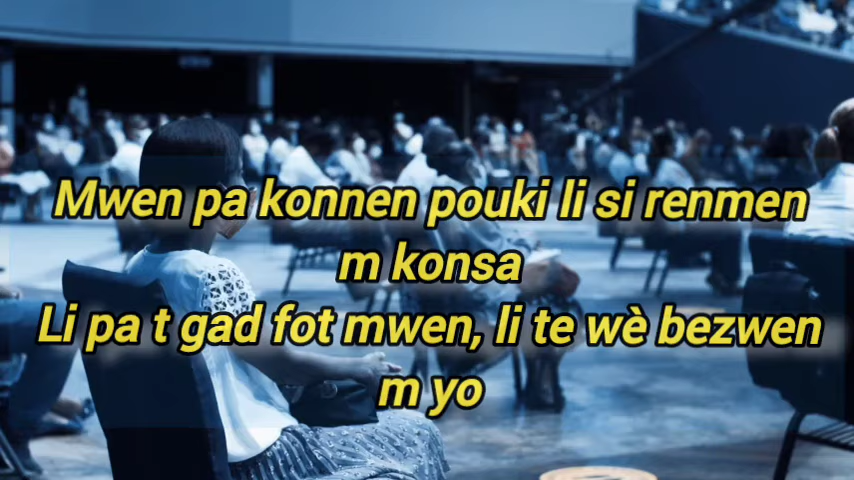 Mwen pa konnen pouki li si renmen
m konsa
Li pa t gad fot mwen, li te wè bezwen
m yo